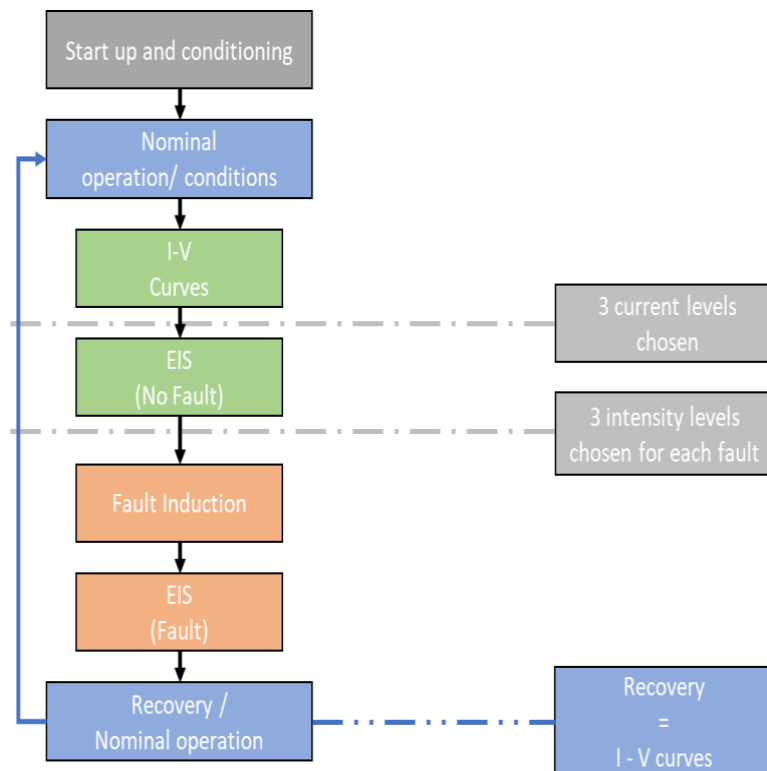 Start up and conditioning
Nominal
operation/ conditions
I-V
Curves
3 current levels
chosen
EIS
(No Fault)
3 intensity levels
chosen for each fault
Fault Induction
EIS
(Fault)
Recovery /
Nominal operation
Recovery
=
I - V curves